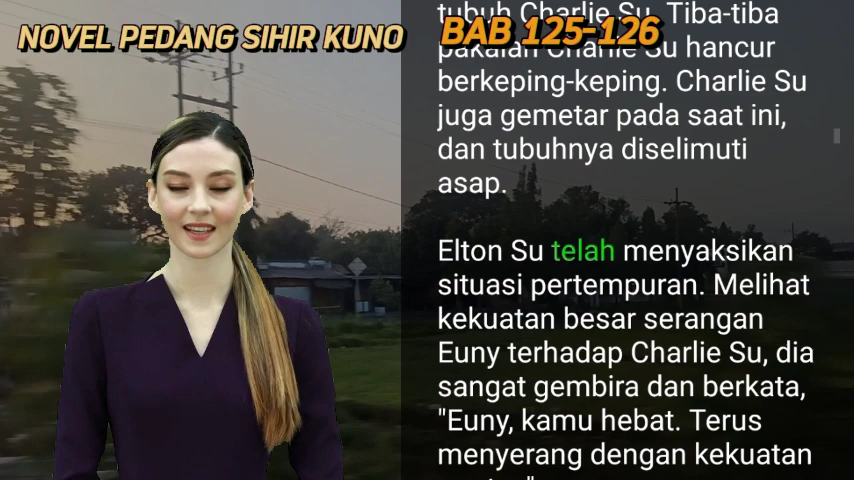 NOVEL PEDANG SIHIR KUNO
BAB 125-126
tubuh Charlie Su. Tiba-tiba
pakaian Charlie Su hancur
berkeping-keping. Charlie Su
juga gemetar pada saat ini,
dan tubuhnya diselimuti
asap.
Elton Su telah menyaksikan
situasi pertempuran. Melihat
kekuatan besar serangan
Euny terhadap Charlie Su, dia
sangat gembira dan berkata,
"Euny, kamu hebat. Terus
menyerang dengan kekuatan